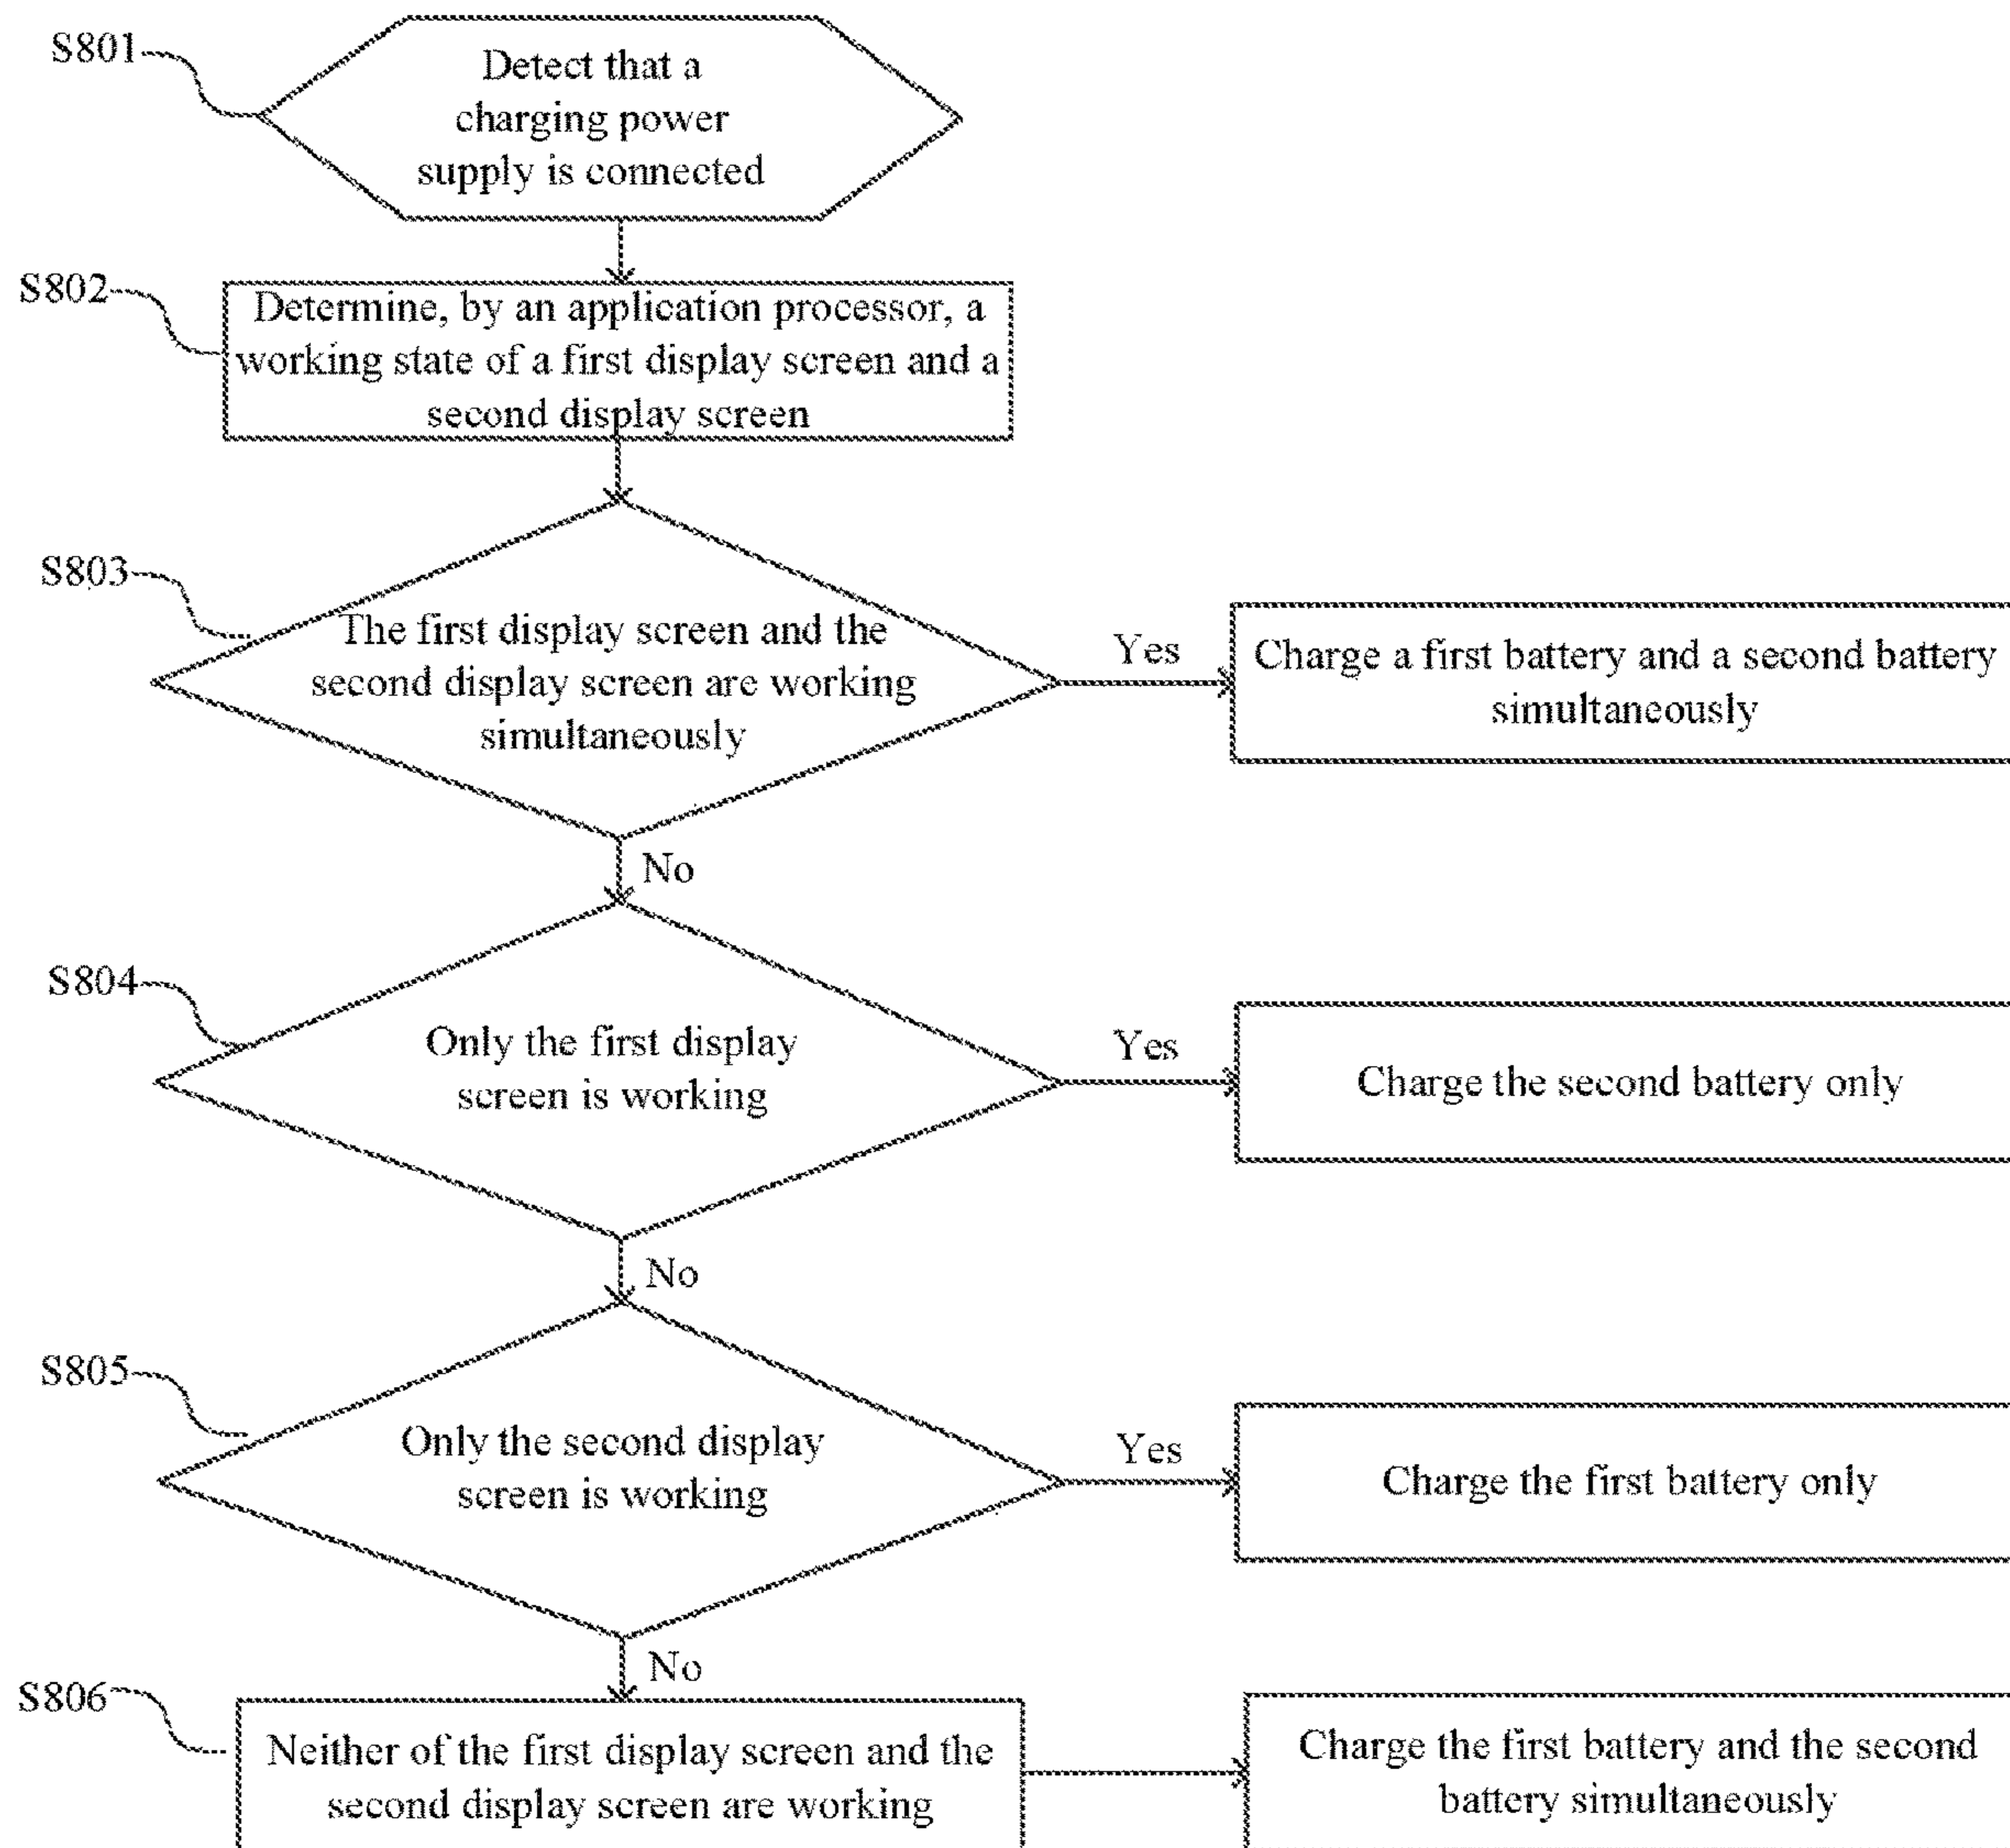 S801
Detect that a
charging power
supply is connected
S802
Determine, by an application processor, a
working state of a first display screen and a
second display screen
S803
The first display screen and the
second display screen are working
simultaneously
Yes
Charge a first battery and a second battery
simultaneously
No
S804
Only the first display
screen is working
Yes
Charge the second battery only
No
S805
Only the second display
screen is working
Yes
Charge the first battery only
No
S806
Neither of the first display screen and the
second display screen are working
Charge the first battery and the second
battery simultaneously